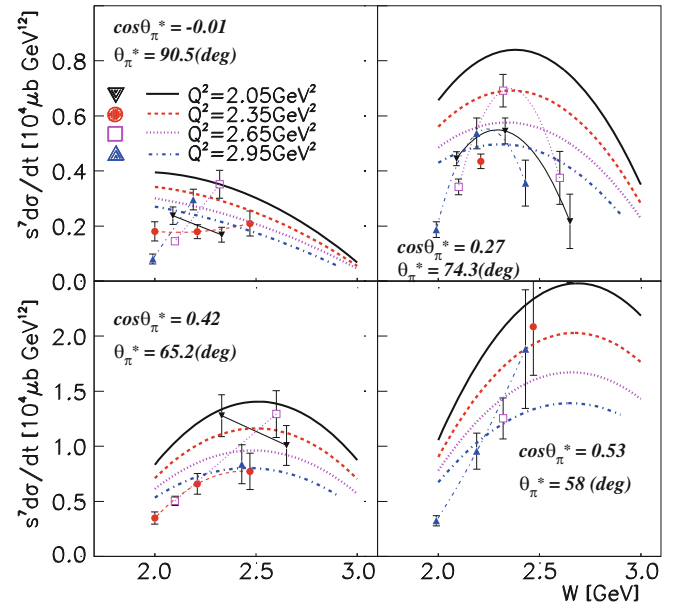 cosθπ* = -0.01
θπ* = 90.5(deg)
Q²=2.05GeV²
Q²=2.35GeV²
Q²=2.65GeV²
Q²=2.95GeV²
s⁷dσ/dt [10⁴μb GeV¹²]
0.8
0.6
0.4
0.2
0.0
cosθπ* = 0.27
θπ* = 74.3(deg)
cosθπ* = 0.42
θπ* = 65.2(deg)
s⁷dσ/dt [10⁴μb GeV¹²]
2.0
1.5
1.0
0.5
0.0
cosθπ* = 0.53
θπ* = 58 (deg)
2.0 2.5 3.0 2.0 2.5 3.0
W [GeV]